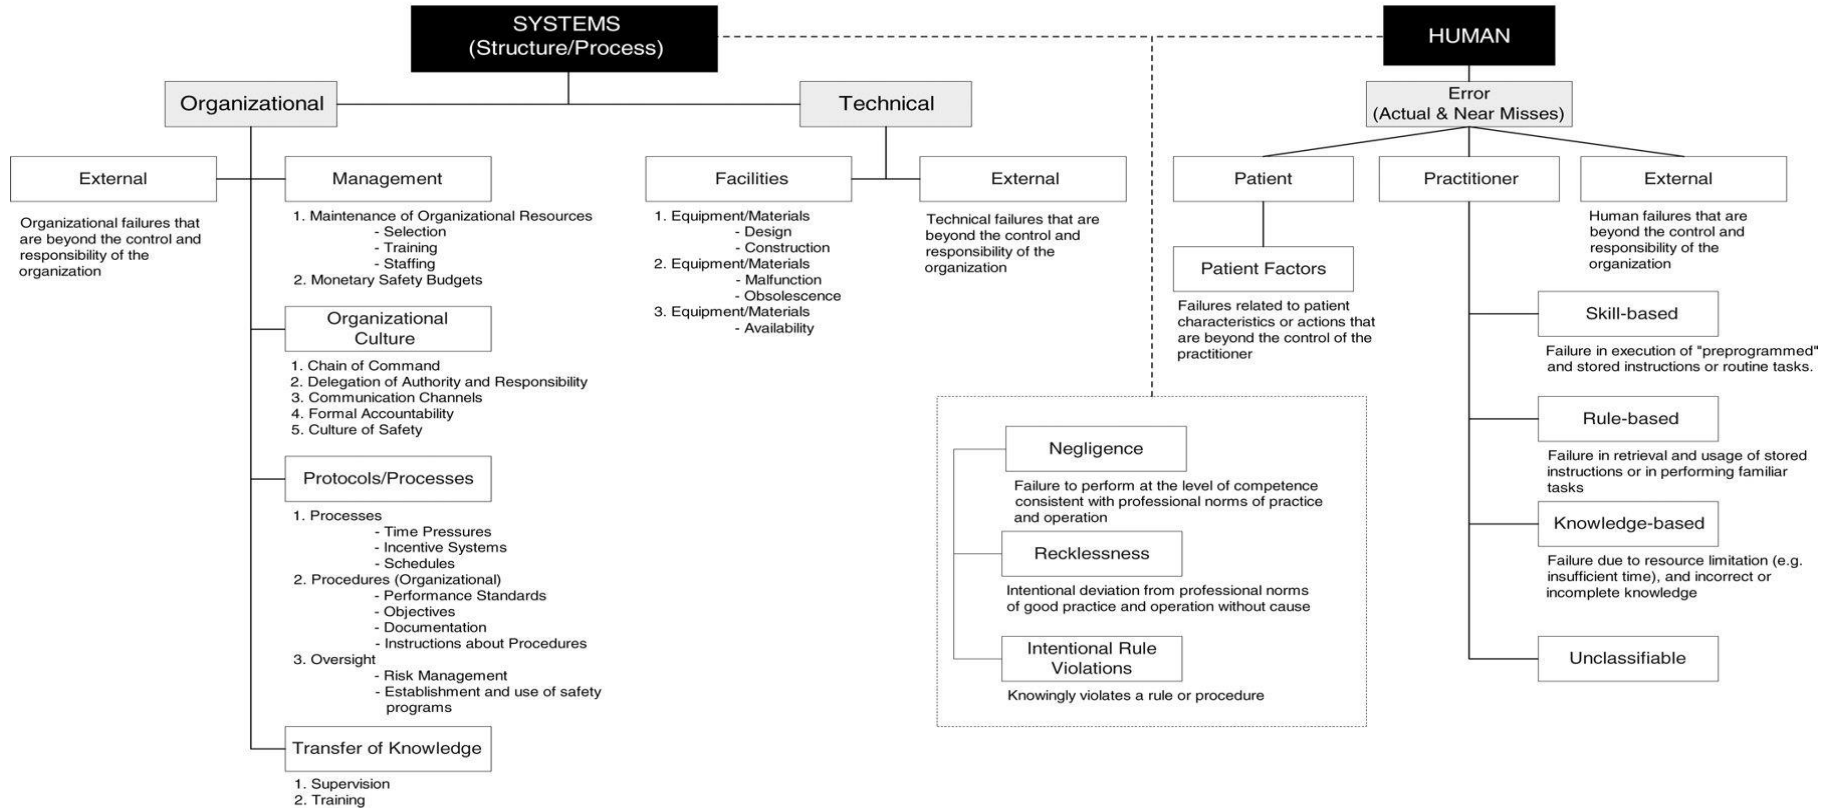 SYSTEMS
(Structure/Process)
HUMAN
Organizational
Technical
Error
(Actual & Near Misses)
External
Organizational failures that
are beyond the control and
responsibility of the
organization
Management
1. Maintenance of Organizational Resources
- Selection
- Training
- Staffing
2. Monetary Safety Budgets
Organizational
Culture
1. Chain of Command
2. Delegation of Authority and Responsibility
3. Communication Channels
4. Formal Accountability
5. Culture of Safety
Protocols/Processes
1. Processes
- Time Pressures
- Incentive Systems
- Schedules
2. Procedures (Organizational)
- Performance Standards
- Objectives
- Documentation
- Instructions about Procedures
3. Oversight
- Risk Management
- Establishment and use of safety
programs
Transfer of Knowledge
1. Supervision
2. Training
Facilities
1. Equipment/Materials
- Design
- Construction
2. Equipment/Materials
- Malfunction
- Obsolescence
3. Equipment/Materials
- Availability
External
Technical failures that are
beyond the control and
responsibility of the
organization
Patient
Patient Factors
Failures related to patient
characteristics or actions that
are beyond the control of the
practitioner
Practitioner
External
Human failures that are
beyond the control and
responsibility of the
organization
Skill-based
Failure in execution of "preprogrammed"
and stored instructions or routine tasks.
Rule-based
Failure in retrieval and usage of stored
instructions or in performing familiar
tasks
Knowledge-based
Failure due to resource limitation (e.g.
insufficient time), and incorrect or
incomplete knowledge
Unclassifiable
Negligence
Failure to perform at the level of competence
consistent with professional norms of practice
and operation
Recklessness
Intentional deviation from professional norms
of good practice and operation without cause
Intentional Rule
Violations
Knowingly violates a rule or procedure